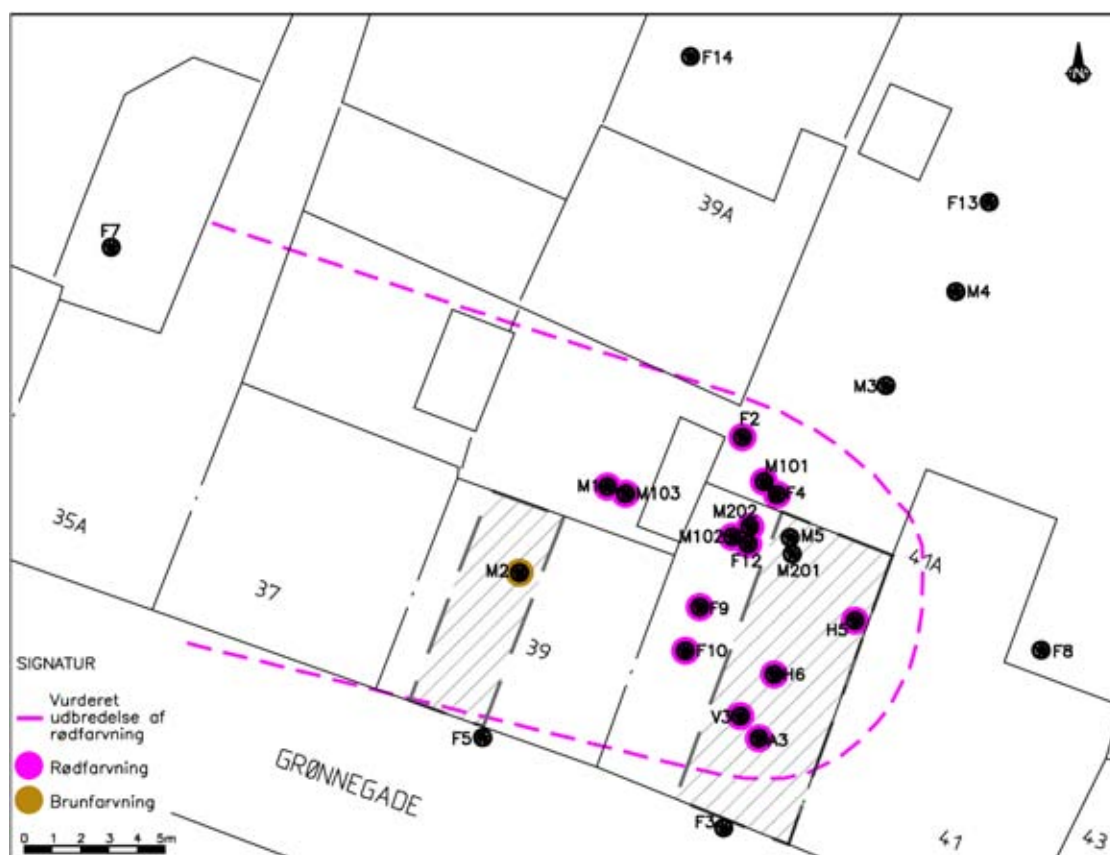 F14
N
39A
F13
F7
M4
M3
F2
M101
M1
M103
F4
M202
M5
M102
F12
M201
35A
41A
M2
37
F9
H5
39
F10
F8
SIGNATUR
H6
Vurderet
udbredelse af
rødfarvning
V3
A3
F5
Rødfarvning
GRØNNEGADE
Brunfarvning
F3
0 1 2 3 4 5m
41
43